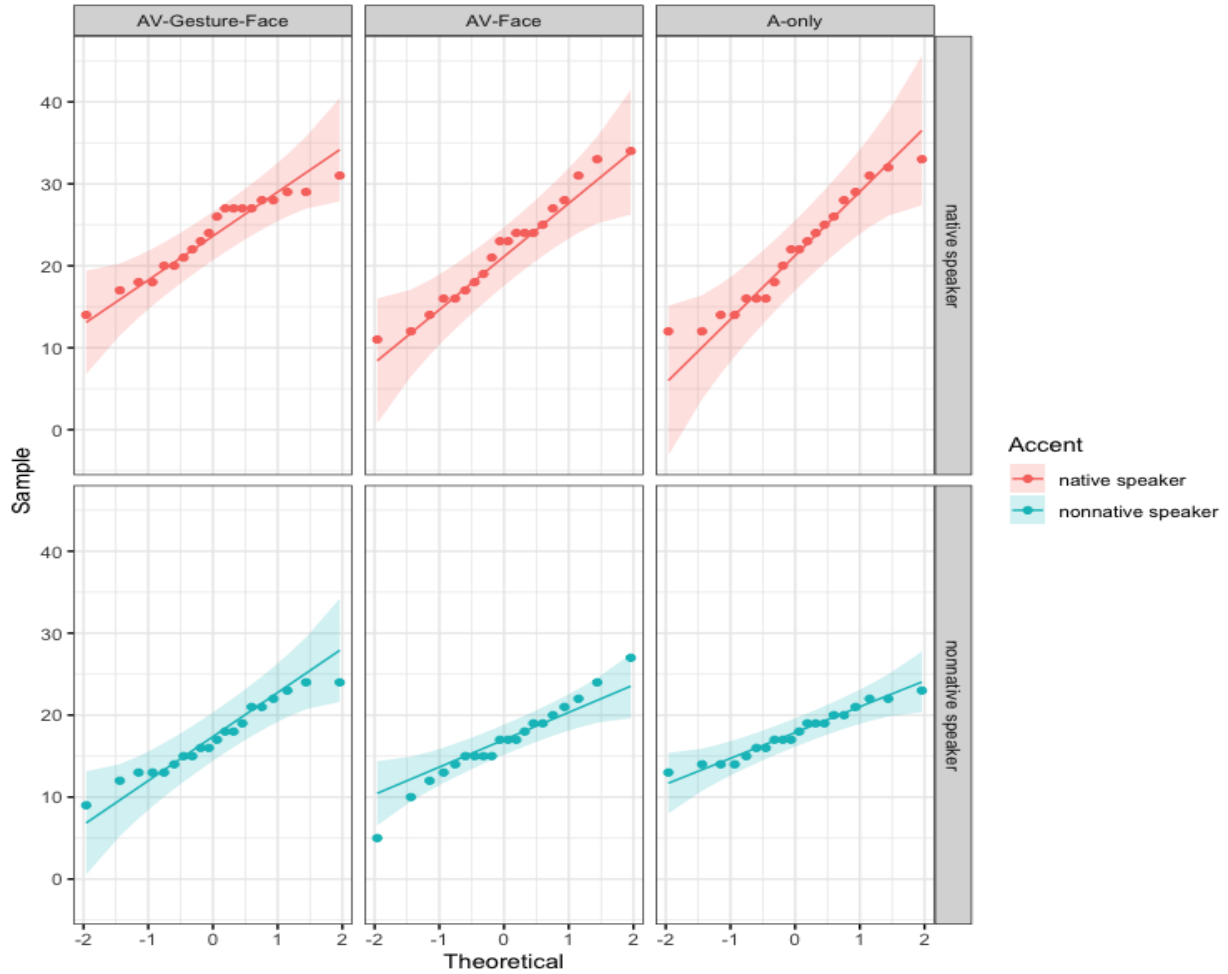 AV-Gesture-Face AV-Face A-only
40
30
20
10
0
native speaker
Sample
40
30
20
10
0
nonnative speaker
-2 -1 0 1 2 -2 -1 0 1 2 -2 -1 0 1 2
Theoretical
Accent
native speaker
nonnative speaker